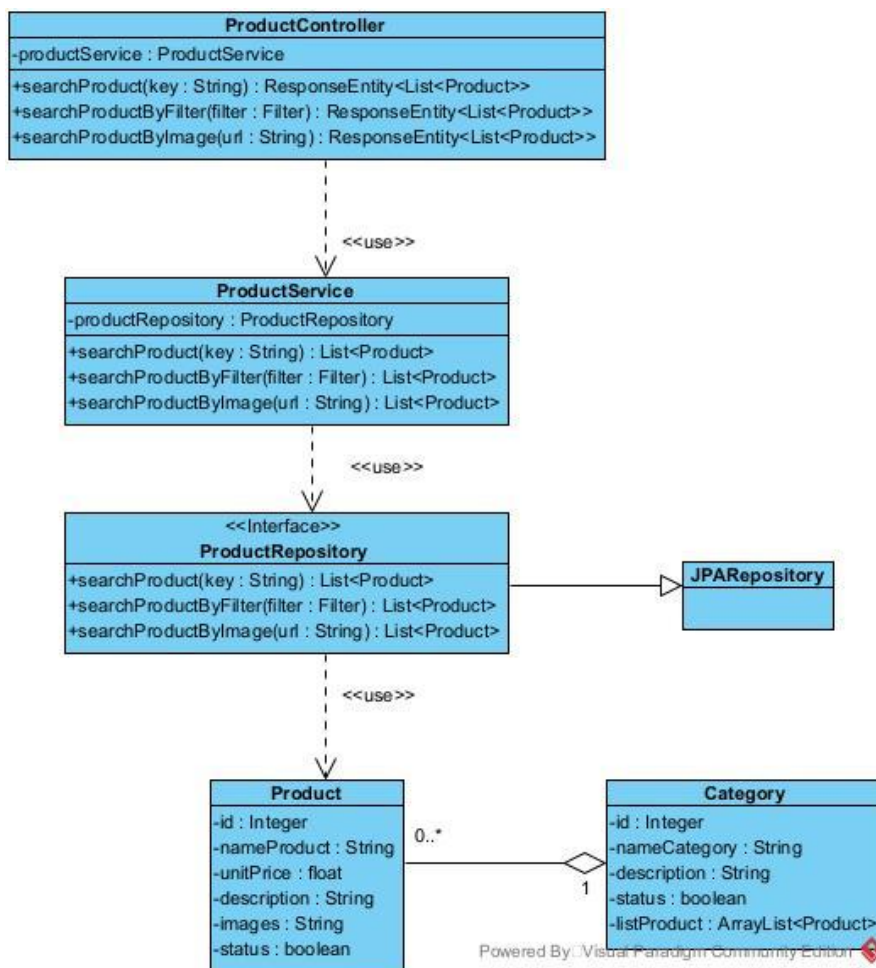 ProductController
-productService : ProductService
+searchProduct(key : String) : ResponseEntity<List<Product>>
+searchProductByFilter(filter : Filter) : ResponseEntity<List<Product>>
+searchProductByImage(url : String) : ResponseEntity<List<Product>>
<<use>>
ProductService
-productRepository : ProductRepository
+searchProduct(key : String) : List<Product>
+searchProductByFilter(filter : Filter) : List<Product>
+searchProductByImage(url : String) : List<Product>
<<use>>
<<Interface>>
ProductRepository
+searchProduct(key : String) : List<Product>
+searchProductByFilter(filter : Filter) : List<Product>
+searchProductByImage(url : String) : List<Product>
JPARepository
<<use>>
Product
-id : Integer
-nameProduct : String
-unitPrice : float
-description : String
-images : String
-status : boolean
0..*
1
Category
-id : Integer
-nameCategory : String
-description : String
-status : boolean
-listProduct : ArrayList<Product>
Powered By Visual Paradigm Community Edition